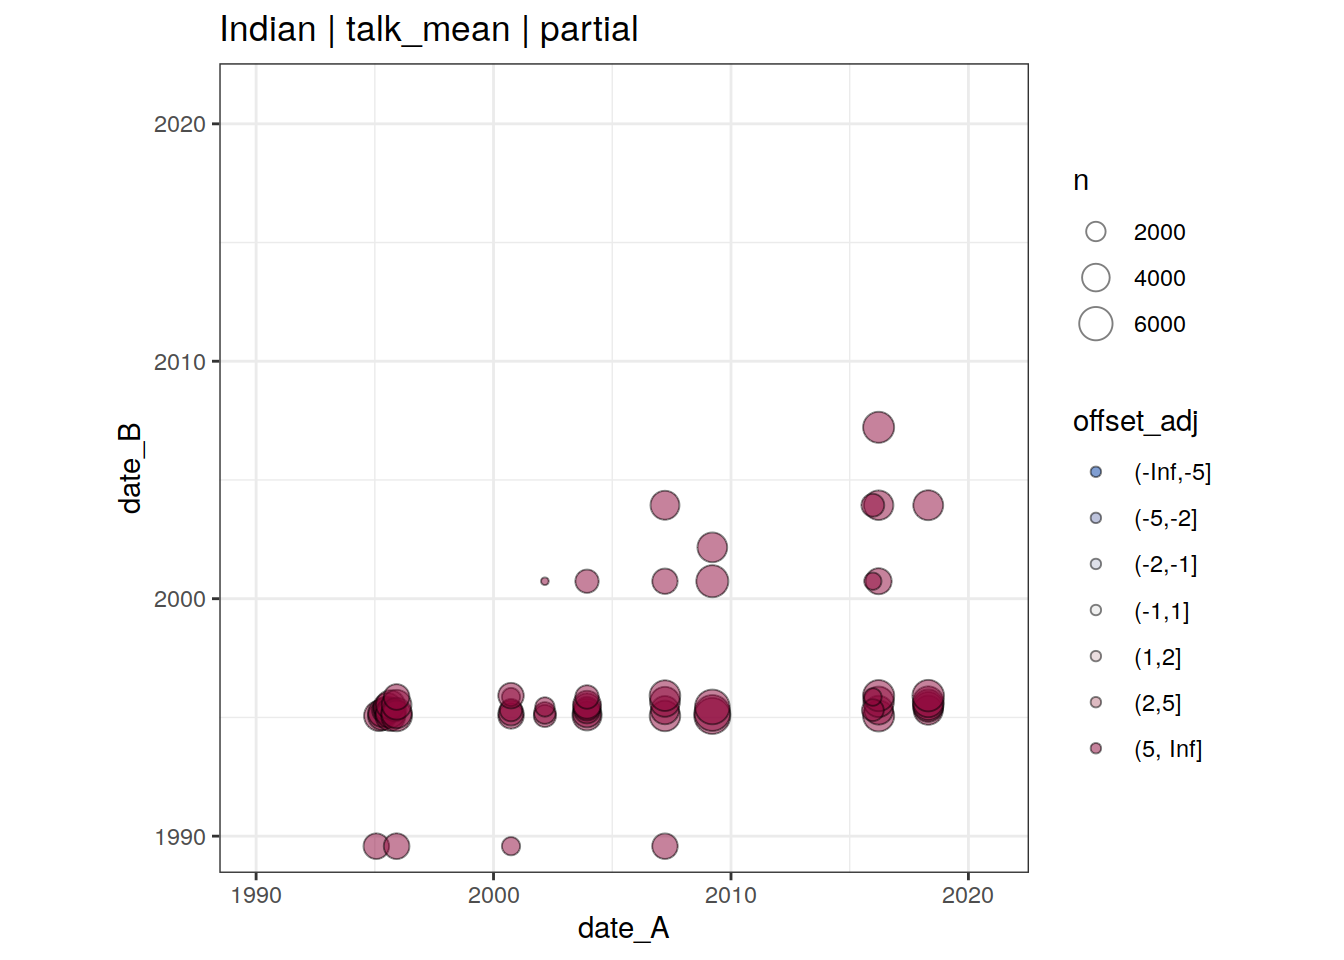 Indian | talk_mean | partial
2020
2010
2000
1990
date_B
1990
2000
2010
2020
date_A
n
2000
4000
6000
offset_adj
(-Inf,-5]
(-5,-2]
(-2,-1]
(-1,1]
(1,2]
(2,5]
(5, Inf]